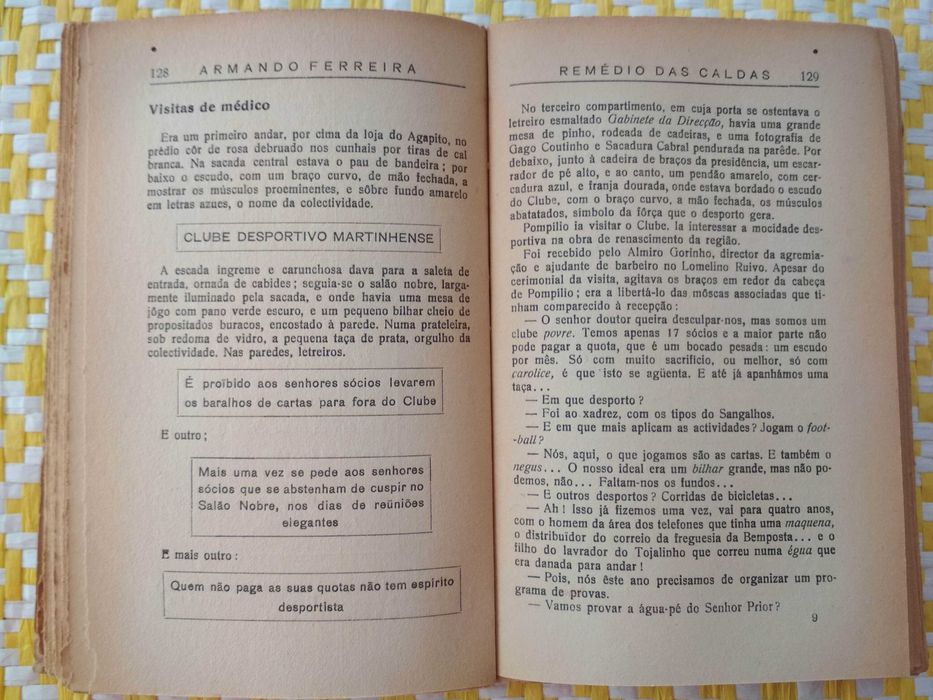 128 ARMANDO FERREIRA
Visitas de médico
Era um primeiro andar, por cima da loja do Agapito, no
prédio côr de rosa debruado nos cunhais por tiras de cal
branca. Na sacada central estava o pau de bandeira; por
baixo o escudo, com um braço curvo, de mão fechada, a
mostrar os músculos proeminentes, e sôbre fundo amarelo
em letras azues, o nome da colectividade.
CLUBE DESPORTIVO MARTINHENSE
A escada ingreme e carunchosa dava para a saleta de
entrada, ornada de cabides; seguia-se o salão nobre, larga-
mente iluminado pela sacada, e onde havia uma mesa de
jôgo com pano verde escuro, e um pequeno bilhar cheio de
propositados buracos, encostado à parede. Numa prateleira,
sob redoma de vidro, a pequena taça de prata, orgulho da
colectividade. Nas paredes, letreiros.
É proïbido aos senhores sócios levarem
os baralhos de cartas para fora do Clube
E outro;
Mais uma vez se pede aos senhores
sócios que se abstenham de cuspir no
Salão Nobre, nos dias de reüniões
elegantes
E mais outro:
Quem não paga as suas quotas não tem espirito
desportista
REMÉDIO DAS CALDAS 129
No terceiro compartimento, em cuja porta se ostentava o
letreiro esmaltado Gabinete da Direcção, havia uma grande
mesa de pinho, rodeada de cadeiras, e uma fotografia de
Gago Coutinho e Sacadura Cabral pendurada na parêde. Por
debaixo, junto à cadeira de braços da presidência, um escar-
rador de pé alto, e ao canto, um pendão amarelo, com cer-
cadura azul, e franja dourada, onde estava bordado o escudo
do Clube, com o braço curvo, a mão fechada, os músculos
abatatados, símbolo da fôrça que o desporto gera.
Pompilio ia visitar o Clube. Ia interessar a mocidade des-
portiva na obra de renascimento da região.
Foi recebido pelo Almiro Gorinho, director da agremia-
ção e ajudante de barbeiro no Lomelino Ruivo. Apesar do
cerimonial da visita, agitava os braços em redor da cabeça
de Pompilio; era a libertá-lo das môscas associadas que ti-
nham comparecido à recepção:
— O senhor doutor queira desculpar-nos, mas somos um
clube povre. Temos apenas 17 sócios e a maior parte não
pode pagar a quota, que é um bocado pesada: um escudo
por mês. Só com muito sacrificio, ou melhor, só com
carolice, é que isto se agüenta. E até já apanhámos uma
taça...
— Em que desporto?
— Foi ao xadrez, com os tipos do Sangalhos.
— E em que mais aplicam as actividades? Jogam o foot-
-ball?
— Nós, aqui, o que jogamos são as cartas. E também o
negus... O nosso ideal era um bilhar grande, mas não po-
demos, não... Faltam-nos os fundos...
— E outros desportos? Corridas de bicicletas...
— Ah! Isso já fizemos uma vez, vai para quatro anos,
com o homem da área dos telefones que tinha uma maquena,
o distribuïdor do correio da freguesia da Bemposta... e o
filho do lavrador do Tojalinho que correu numa égua que
era danada para andar!
— Pois, nós êste ano precisamos de organizar um pro-
grama de provas.
— Vamos provar a água-pé do Senhor Prior?
9